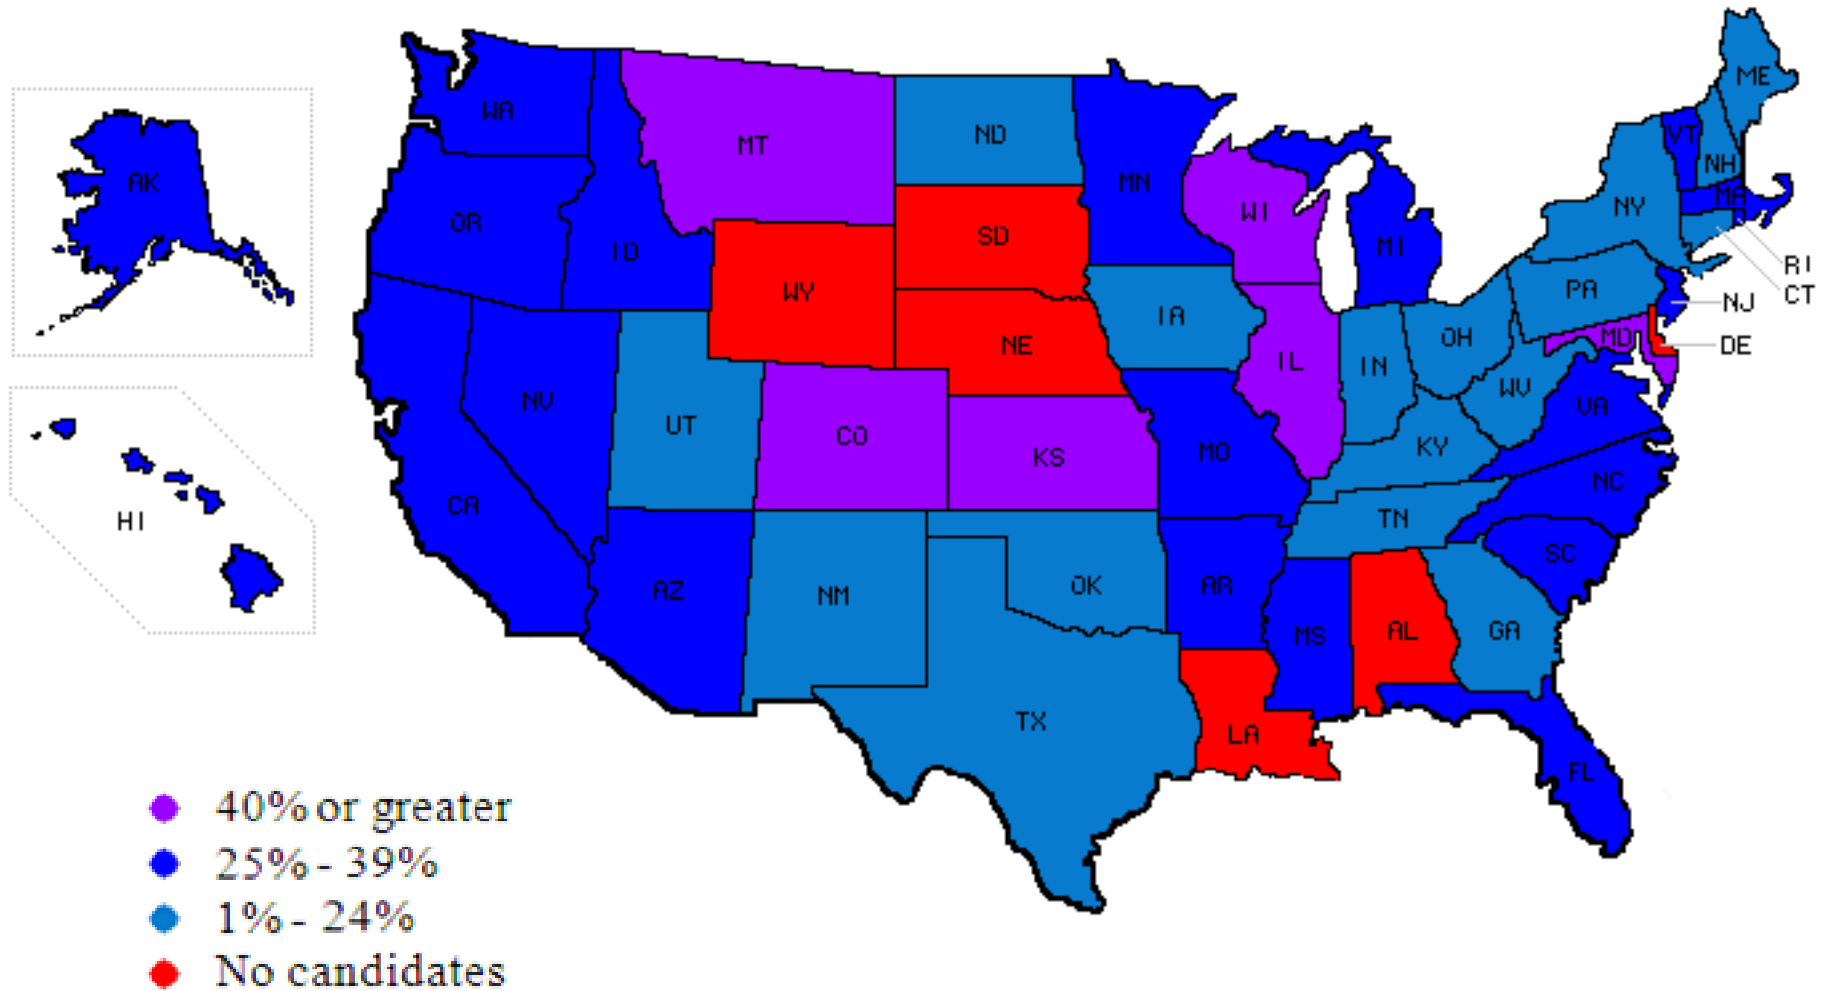 ME
WA
MT
ND
VT
NH
AK
MN
MA
OR
ID
SD
WI
NY
MI
RI
WY
PA
CT
NJ
IA
NE
OH
MD
DE
IL
IN
NV
WV
VA
UT
CO
KS
MO
KY
NC
CA
HI
TN
SC
AZ
NM
OK
AR
MS
AL
GA
TX
LA
FL
40% or greater
25% - 39%
1% - 24%
No candidates